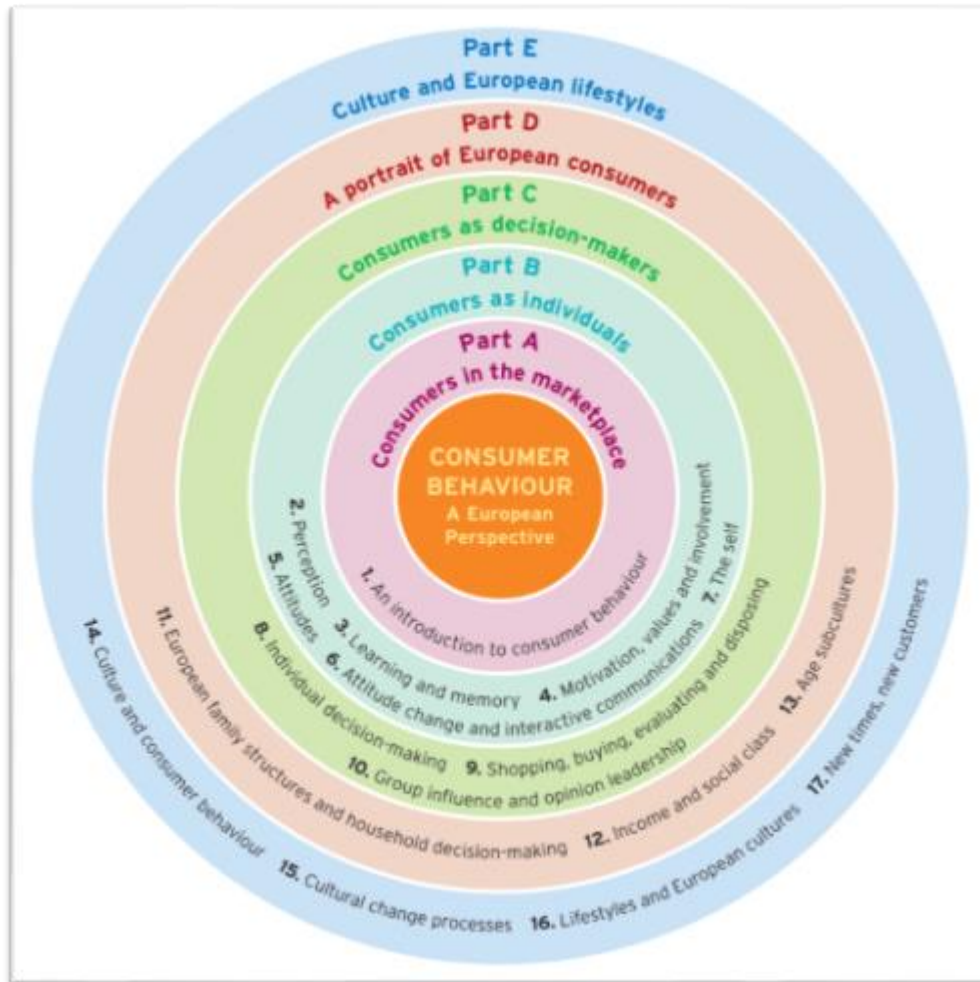 Part E
Culture and European lifestyles
Part D
A portrait of European consumers
Part C
Consumers as decision-makers
Part B
Consumers as individuals
Part A
Consumers in the marketplace
CONSUMER
BEHAVIOUR
A European
Perspective
1. An introduction to consumer behaviour
2. Perception
3. Learning and memory
4. Motivation, values and involvement
5. Attitudes
6. Attitude change and interactive communications
7. The self
8. Individual decision-making
9. Shopping, buying, evaluating and disposing
10. Group influence and opinion leadership
11. European family structures and household decision-making
12. Income and social class
13. Age subcultures
14. Culture and consumer behaviour
15. Cultural change processes
16. Lifestyles and European cultures
17. New times, new customers